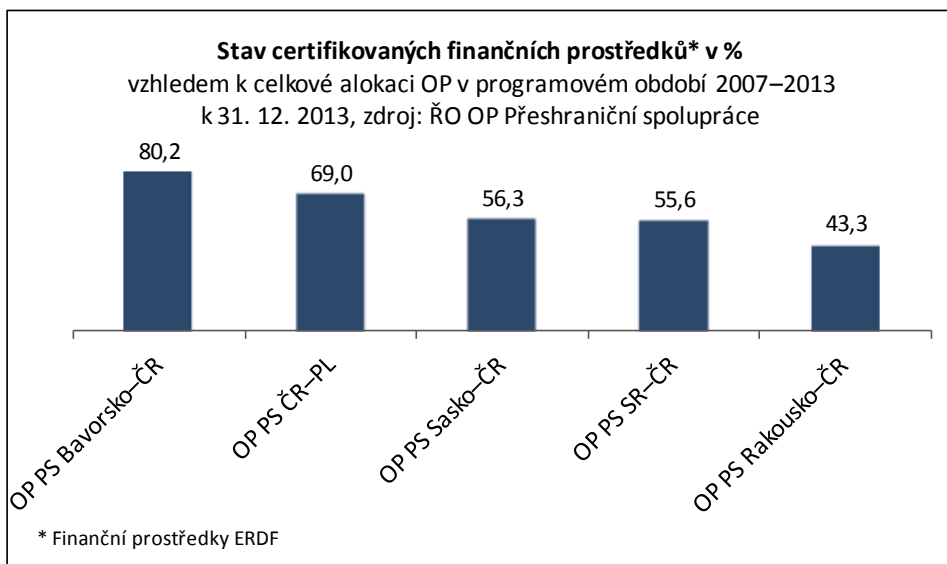 Stav certifikovaných finančních prostředků* v %
vzhledem k celkové alokaci OP v programovém období 2007–2013
k 31. 12. 2013, zdroj: ŘO OP Přeshraniční spolupráce
80,2
69,0
56,3
55,6
43,3
OP PS Bavorsko–ČR
OP PS ČR–PL
OP PS Sasko–ČR
OP PS SR–ČR
OP PS Rakousko–ČR
* Finanční prostředky ERDF